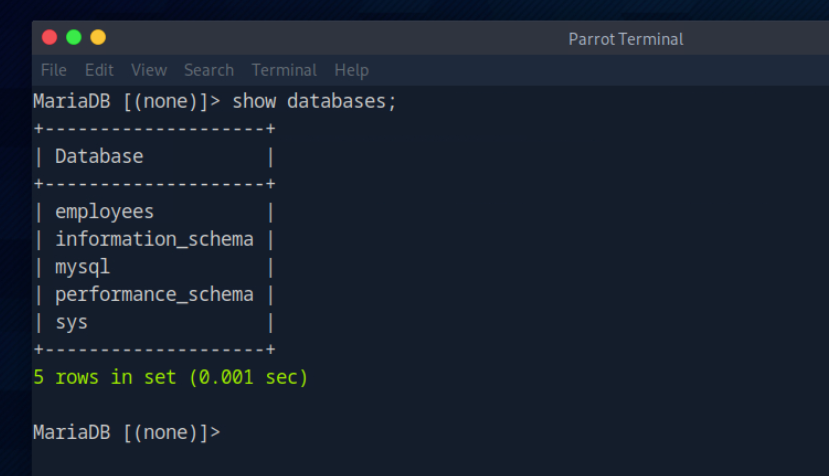 Parrot Terminal
File Edit View Search Terminal Help
MariaDB [(none)]> show databases;
+--------------------+
| Database           |
+--------------------+
| employees          |
| information_schema |
| mysql              |
| performance_schema |
| sys                |
+--------------------+
5 rows in set (0.001 sec)
MariaDB [(none)]>